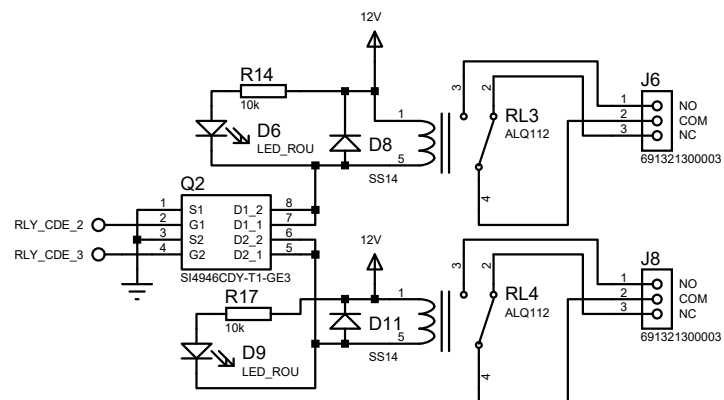 12V
R14
10k
D6
LED_ROU
D8
SS14
1
5
3
2
4
RL3
ALQ112
J6
1 NO
2 COM
3 NC
691321300003
Q2
RLY_CDE_2
RLY_CDE_3
1 S1 D1_2 8
2 G1 D1_1 7
3 S2 D2_2 6
4 G2 D2_1 5
SI4946CDY-T1-GE3
12V
R17
10k
D9
LED_ROU
D11
SS14
1
5
3
2
4
RL4
ALQ112
J8
1 NO
2 COM
3 NC
691321300003